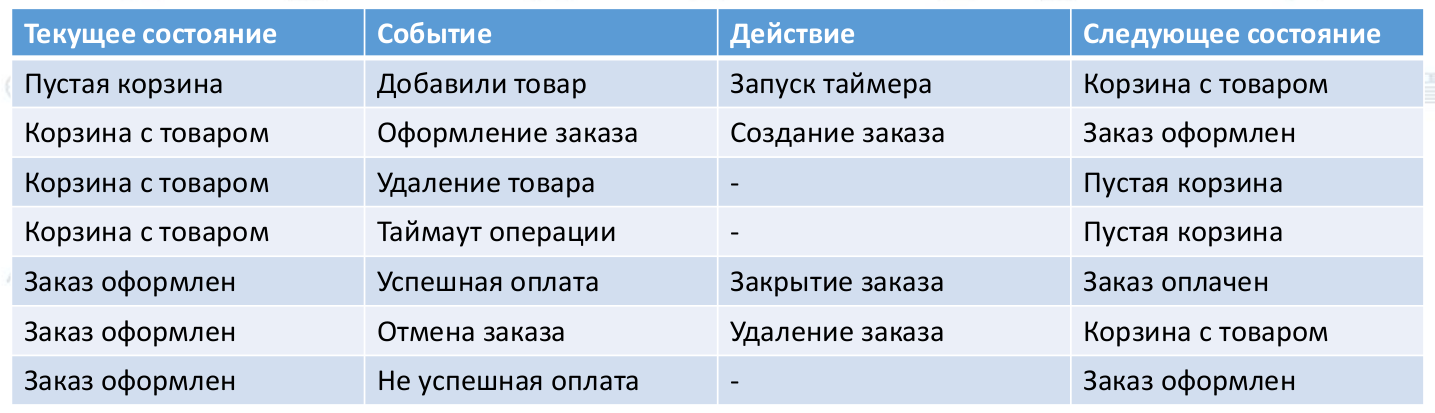 Текущее состояние Событие Действие Следующее состояние
Пустая корзина Добавили товар Запуск таймера Корзина с товаром
Корзина с товаром Оформление заказа Создание заказа Заказ оформлен
Корзина с товаром Удаление товара - Пустая корзина
Корзина с товаром Таймаут операции - Пустая корзина
Заказ оформлен Успешная оплата Закрытие заказа Заказ оплачен
Заказ оформлен Отмена заказа Удаление заказа Корзина с товаром
Заказ оформлен Не успешная оплата - Заказ оформлен